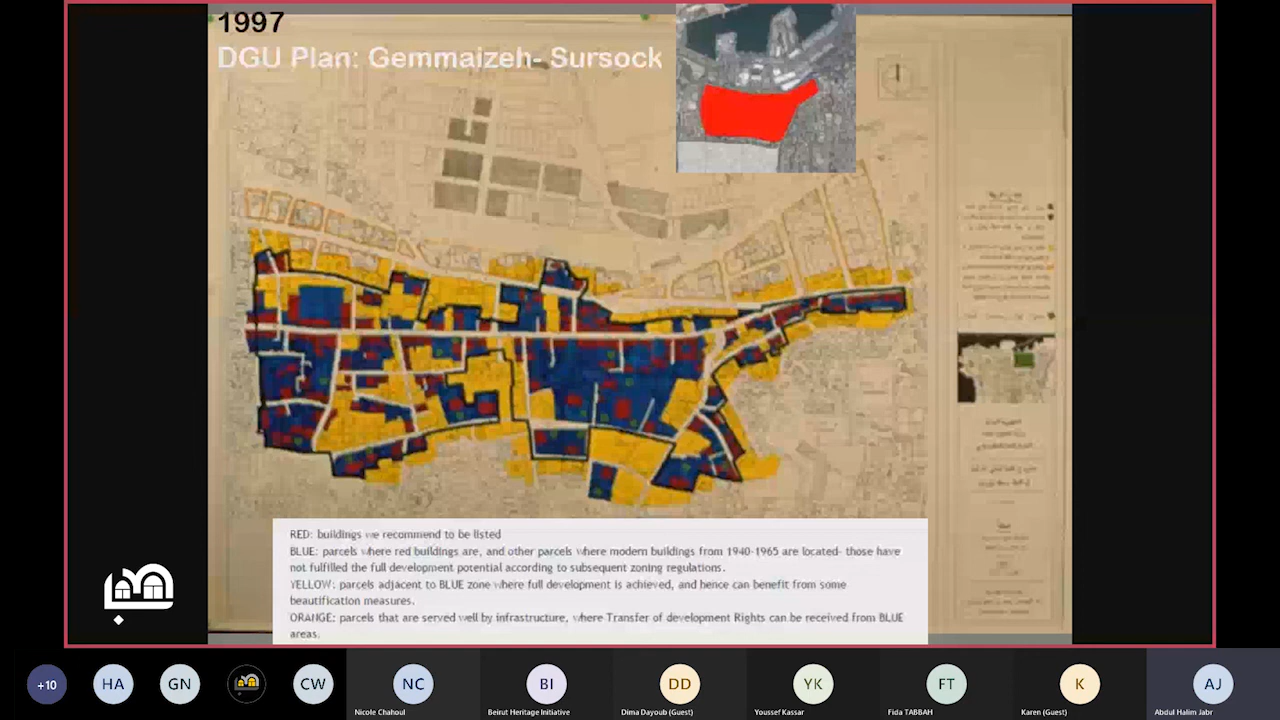 1997
DGU Plan: Gemmaizeh- Sursock
RED: buildings we recommend to be listed
BLUE: parcels where red buildings are, and other parcels where modern buildings from 1940-1965 are located- those have
not fulfilled the full development potential according to subsequent zoning regulations.
YELLOW: parcels adjacent to BLUE zone where full development is achieved, and hence can benefit from some
beautification measures.
ORANGE: parcels that are served well by infrastructure, where Transfer of development Rights can be received from BLUE
areas.
+10
HA
GN
CW
NC
BI
DD
YK
FT
K
AJ
Nicole Chahoul
Beirut Heritage Initiative
Dima Dayoub (Guest)
Youssef Kassar
Fida TABBAH
Karen (Guest)
Abdul Halim Jabr